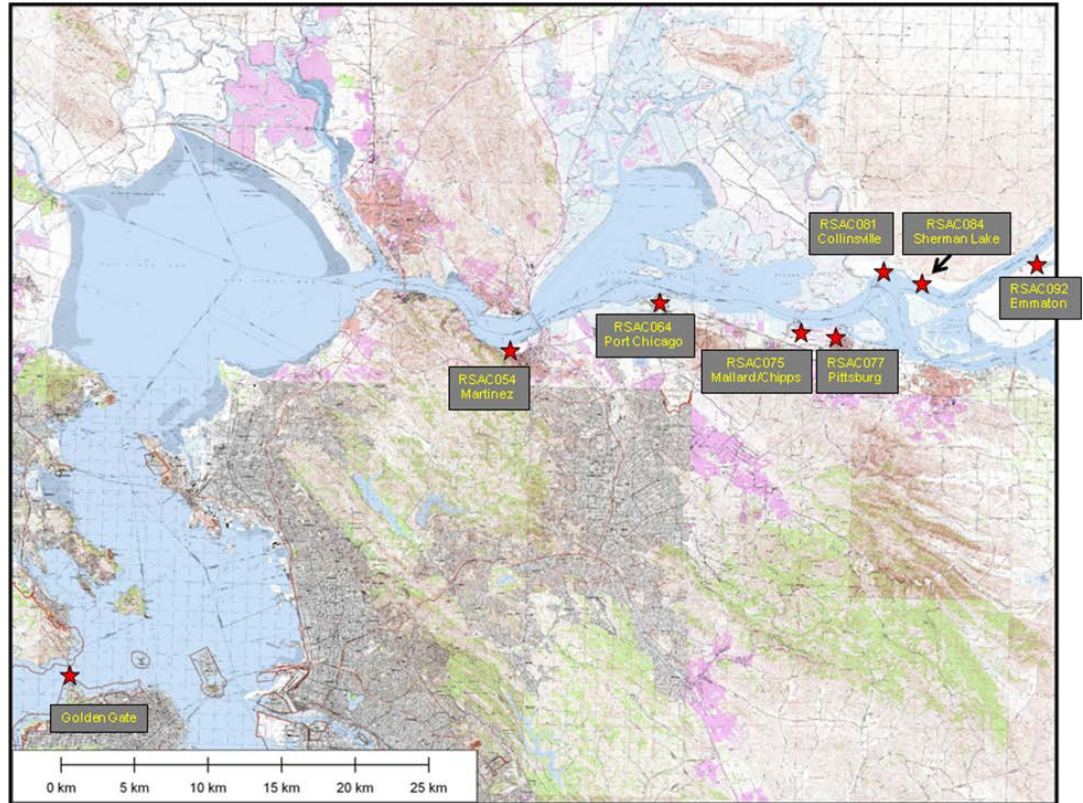 RSAC081
Collinsville
RSAC084
Sherman Lake
RSAC092
Emmaton
RSAC064
Port Chicago
RSAC075
Mallard/Chipps
RSAC077
Pittsburg
RSAC054
Martinez
Golden Gate
0 km 5 km 10 km 15 km 20 km 25 km